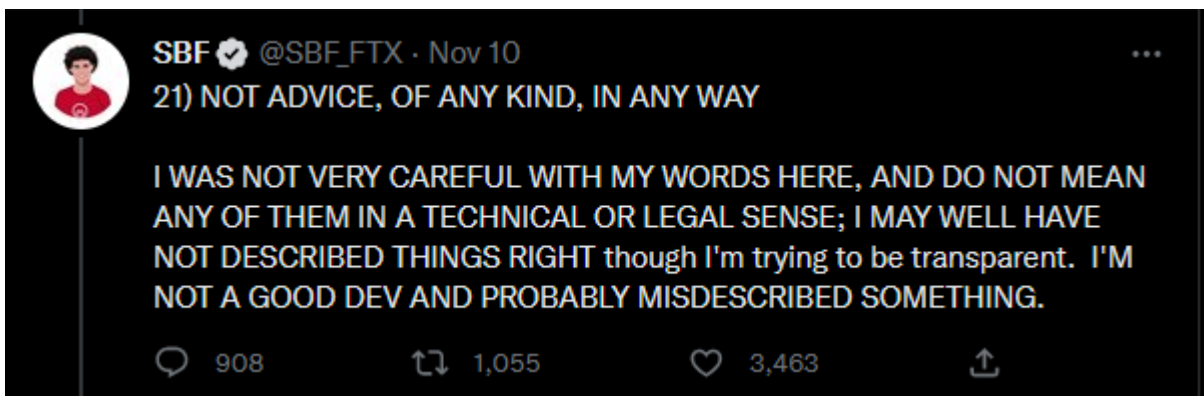 SBF @SBF_FTX · Nov 10
21) NOT ADVICE, OF ANY KIND, IN ANY WAY
I WAS NOT VERY CAREFUL WITH MY WORDS HERE, AND DO NOT MEAN
ANY OF THEM IN A TECHNICAL OR LEGAL SENSE; I MAY WELL HAVE
NOT DESCRIBED THINGS RIGHT though I'm trying to be transparent.  I'M
NOT A GOOD DEV AND PROBABLY MISDESCRIBED SOMETHING.
908 1,055 3,463